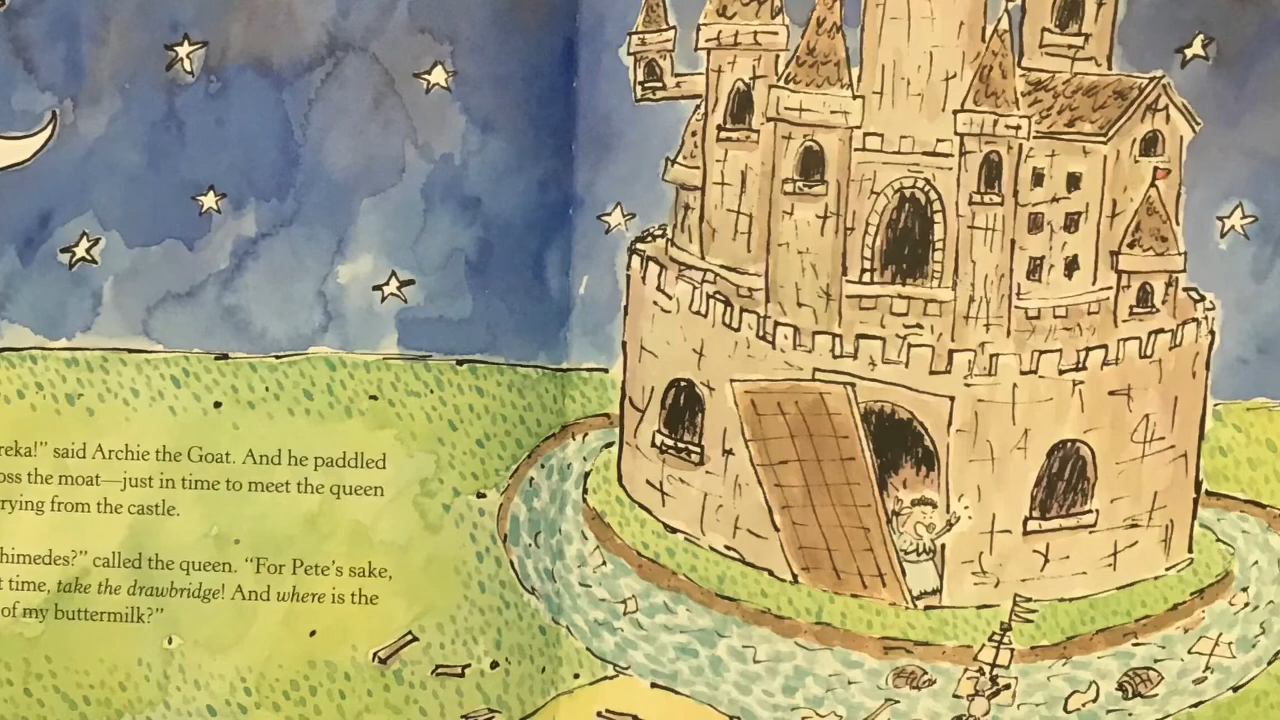 reka!” said Archie the Goat. And he paddled
oss the moat—just in time to meet the queen
rying from the castle.
himedes?” called the queen. “For Pete’s sake,
t time, take the drawbridge! And where is the
of my buttermilk?”